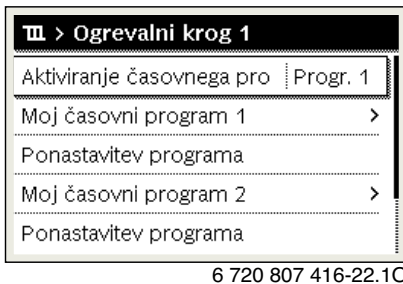 > Ogrevalni krog 1
Aktiviranje časovnega pro Progr. 1
Moj časovni program 1 >
Ponastavitev programa
Moj časovni program 2 >
Ponastavitev programa
6 720 807 416-22.1O